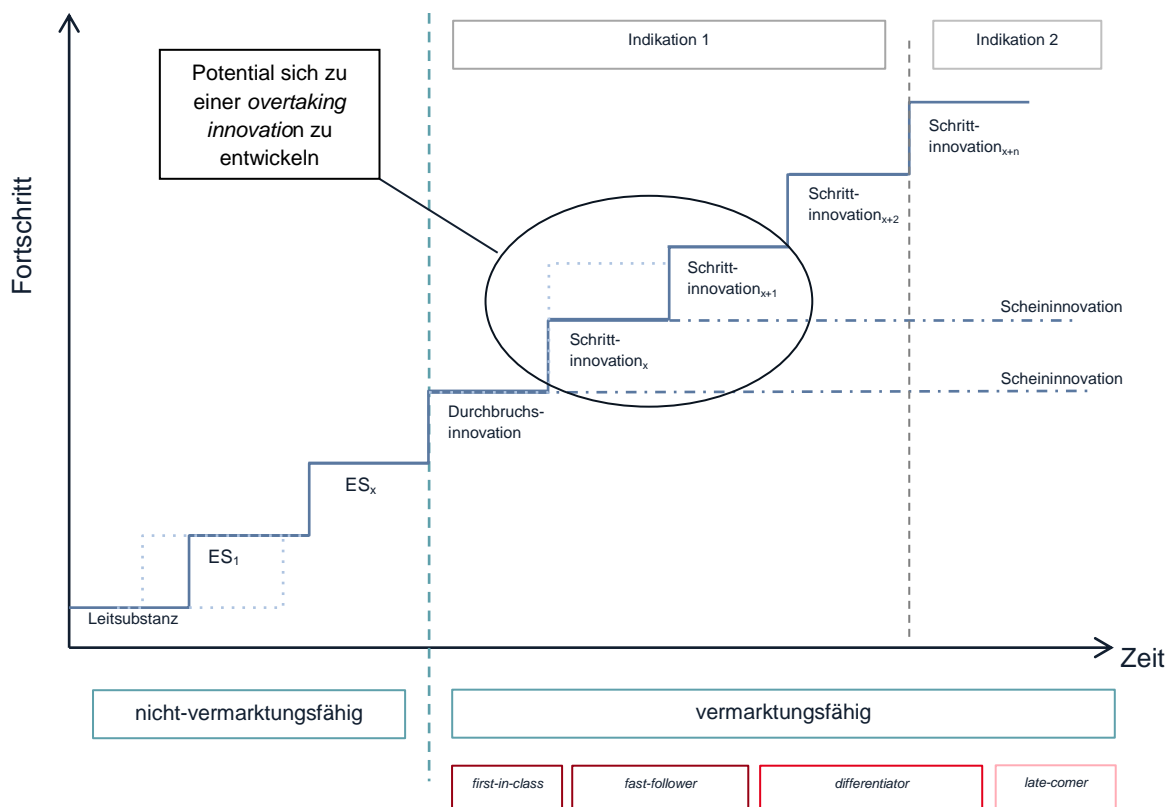 Indikation 1
Indikation 2
Potential sich zu
einer overtaking
innovation zu
entwickeln
Schritt-
innovationx+n
Schritt-
innovationx+2
Fortschritt
Schritt-
innovationx+1
Scheininnovation
Schritt-
innovationx
Scheininnovation
Durchbruchs-
innovation
ESx
ES1
Leitsubstanz
Zeit
nicht-vermarktungsfähig
vermarktungsfähig
first-in-class
fast-follower
differentiator
late-comer